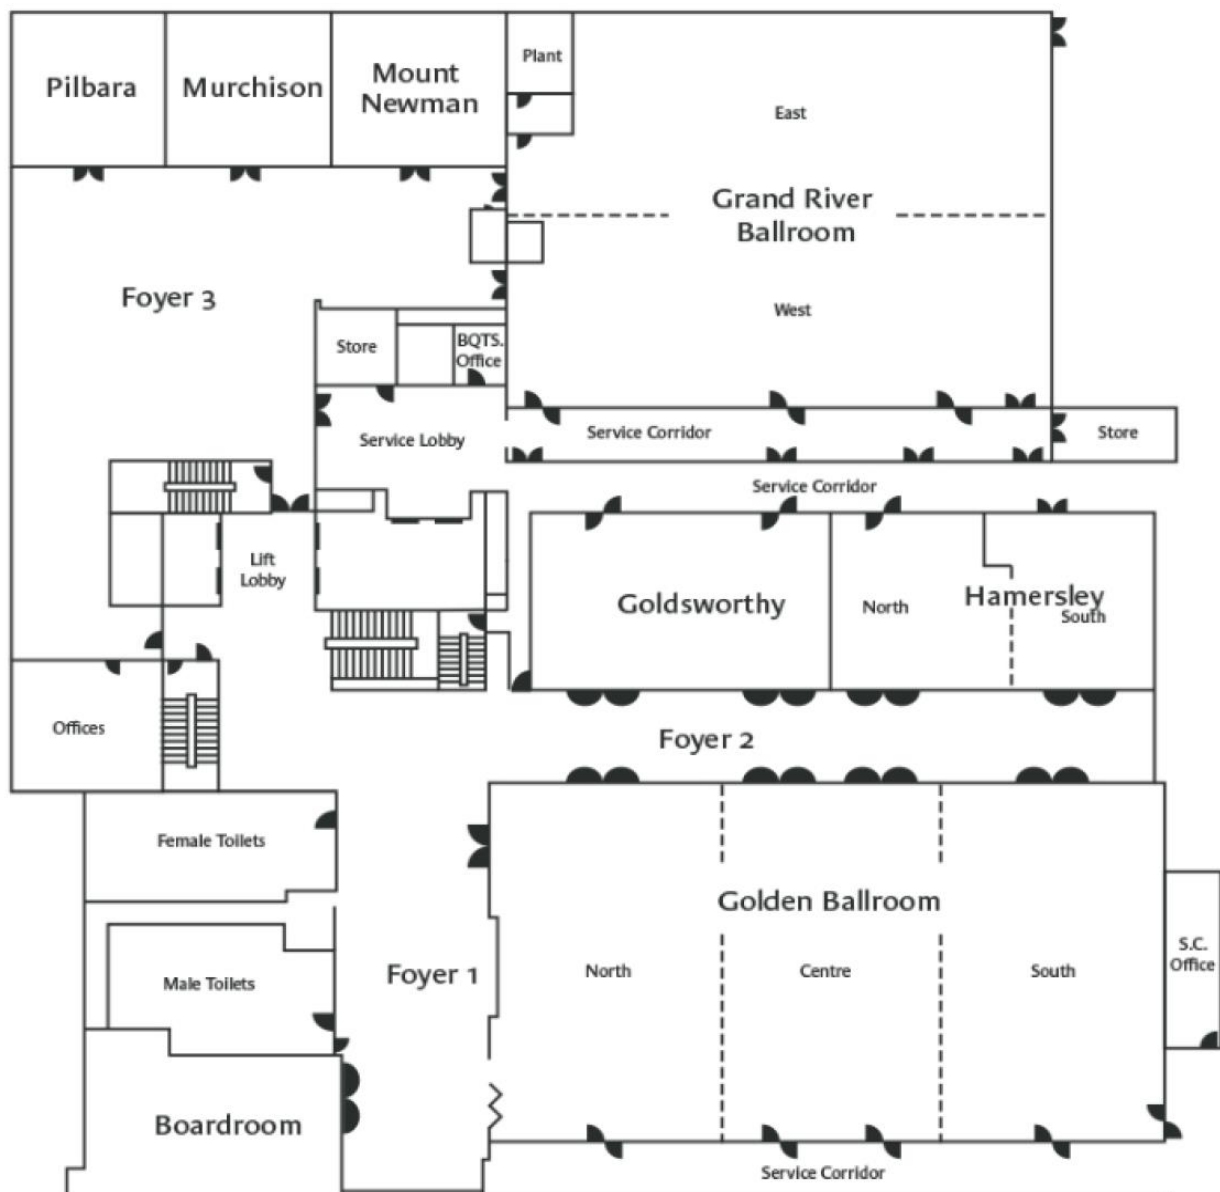 Pilbara
Murchison
Mount
Newman
Plant
East
Grand River
Ballroom
West
Foyer 3
Store
BQTS.
Office
Service Lobby
Service Corridor
Store
Service Corridor
Lift
Lobby
Goldsworthy
North
Hamersley
South
Offices
Foyer 2
Female Toilets
Golden Ballroom
Male Toilets
Foyer 1
North
Centre
South
S.C.
Office
Boardroom
Service Corridor